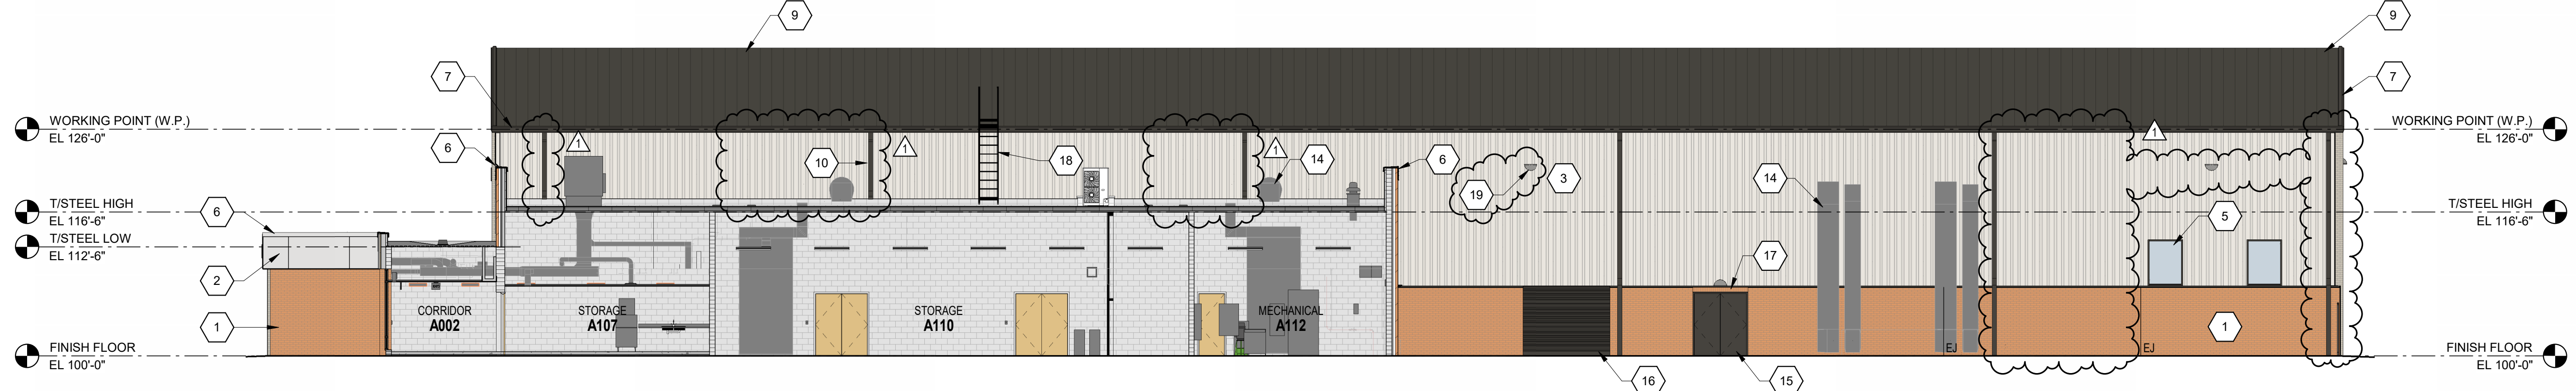 9
9
7
7
WORKING POINT (W.P.)
EL 126'-0"
WORKING POINT (W.P.)
EL 126'-0"
1
1
1
1
6
10
18
14
6
19
3
14
T/STEEL HIGH
EL 116'-6"
T/STEEL HIGH
EL 116'-6"
6
5
T/STEEL LOW
EL 112'-6"
2
17
CORRIDOR
A002
STORAGE
A107
STORAGE
A110
MECHANICAL
A112
1
1
FINISH FLOOR
EL 100'-0"
EJ
EJ
FINISH FLOOR
EL 100'-0"
16
15